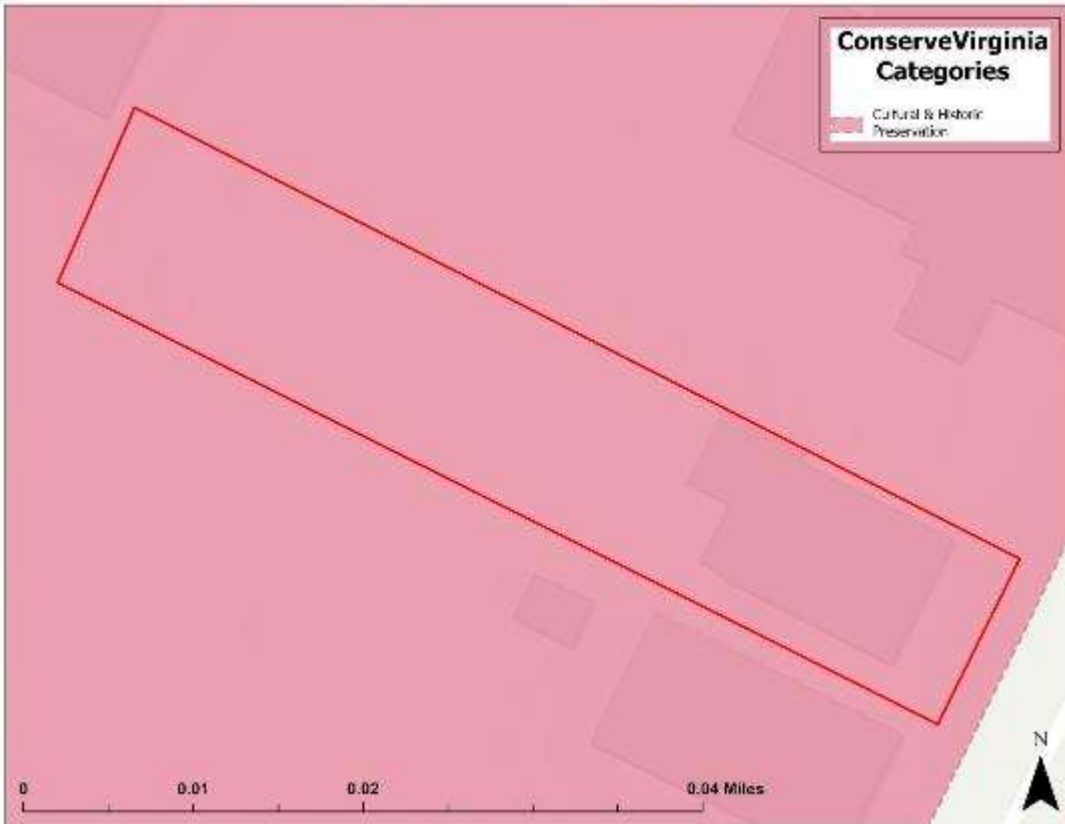 ConserveVirginia
Categories
Cultural & Historic
Preservation
N
0 0.01 0.02 0.04 Miles